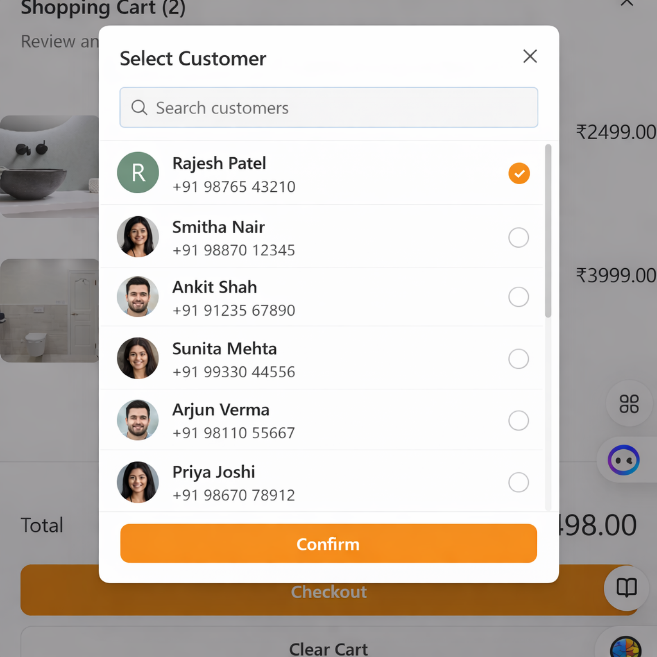 Shopping Cart (2)
Review an
Select Customer
Search customers
₹2499.00
R
Rajesh Patel
+91 98765 43210
Smitha Nair
+91 98870 12345
Ankit Shah
+91 91235 67890
₹3999.00
Sunita Mehta
+91 99330 44556
Arjun Verma
+91 98110 55667
Priya Joshi
+91 98670 78912
Total
498.00
Confirm
Checkout
Clear Cart